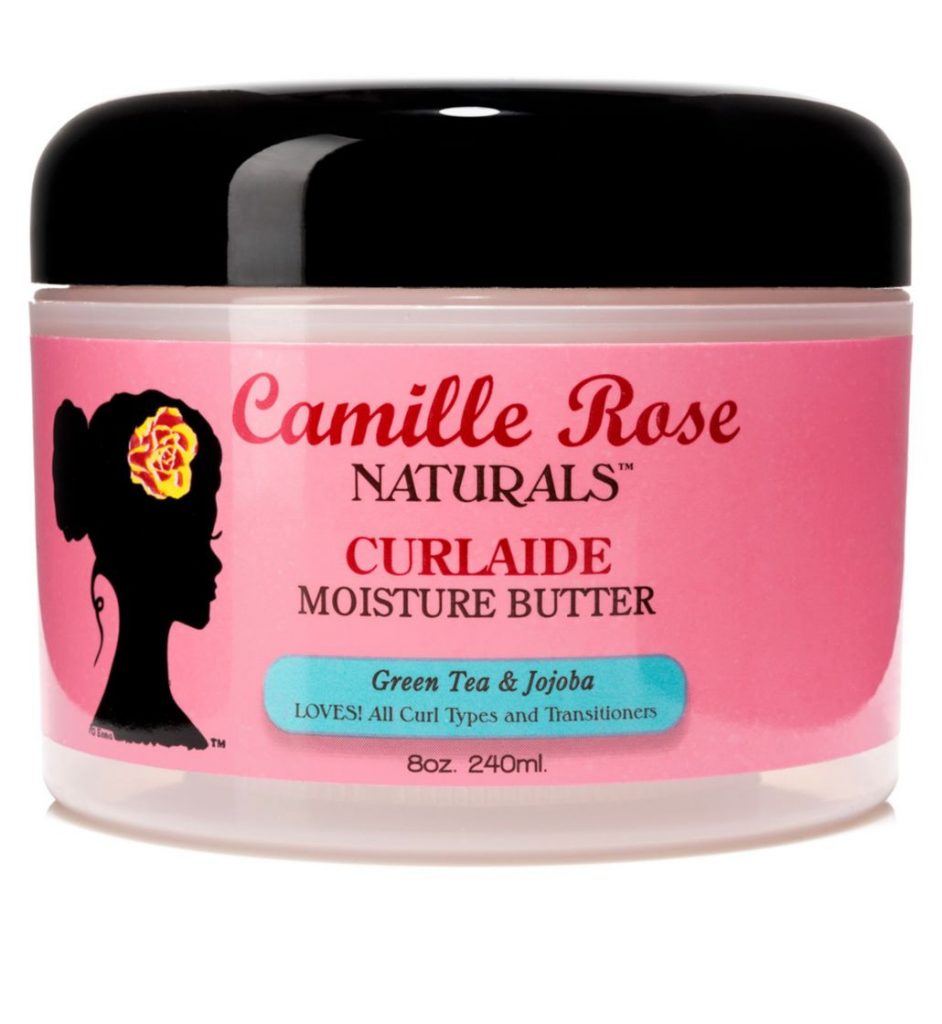 Camille Rose
NATURALS™
CURLAIDE
MOISTURE BUTTER
Green Tea & Jojoba
LOVES! All Curl Types and Transitioners
8oz. 240ml.
TM